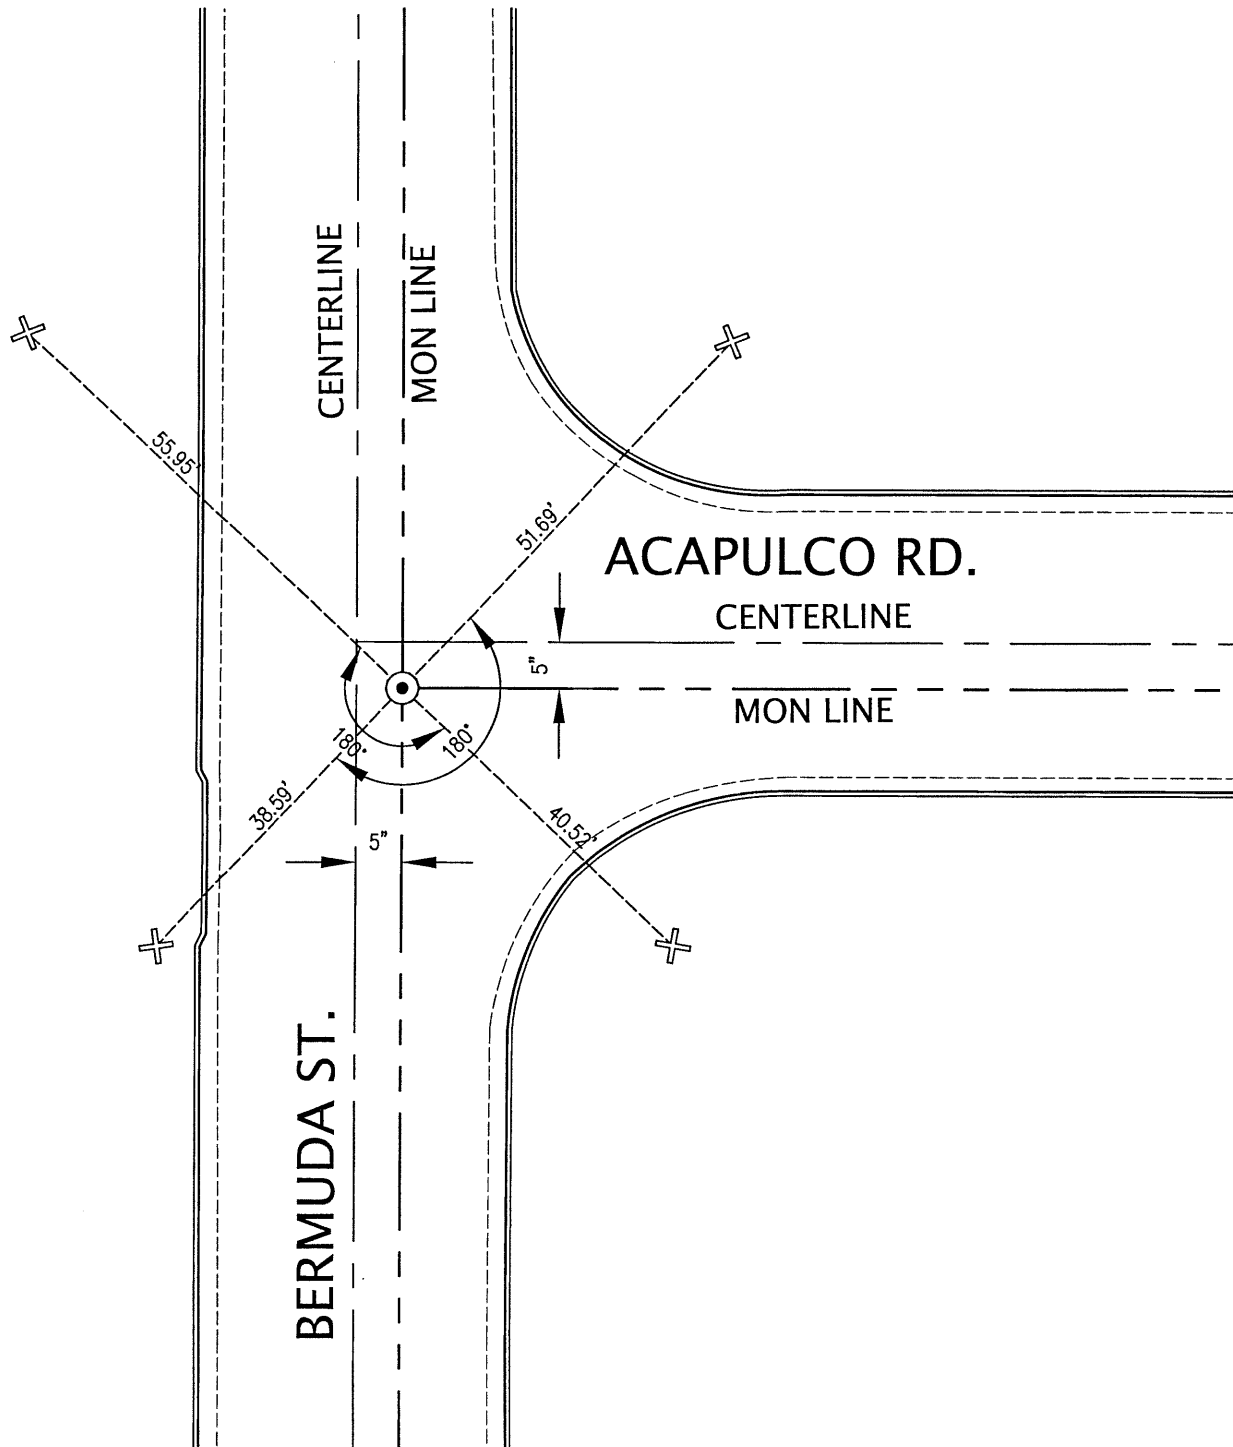 CENTERLINE
MON LINE
55.95'
51.69'
ACAPULCO RD.
CENTERLINE
5"
MON LINE
180°
180°
38.59'
40.52'
5"
BERMUDA ST.